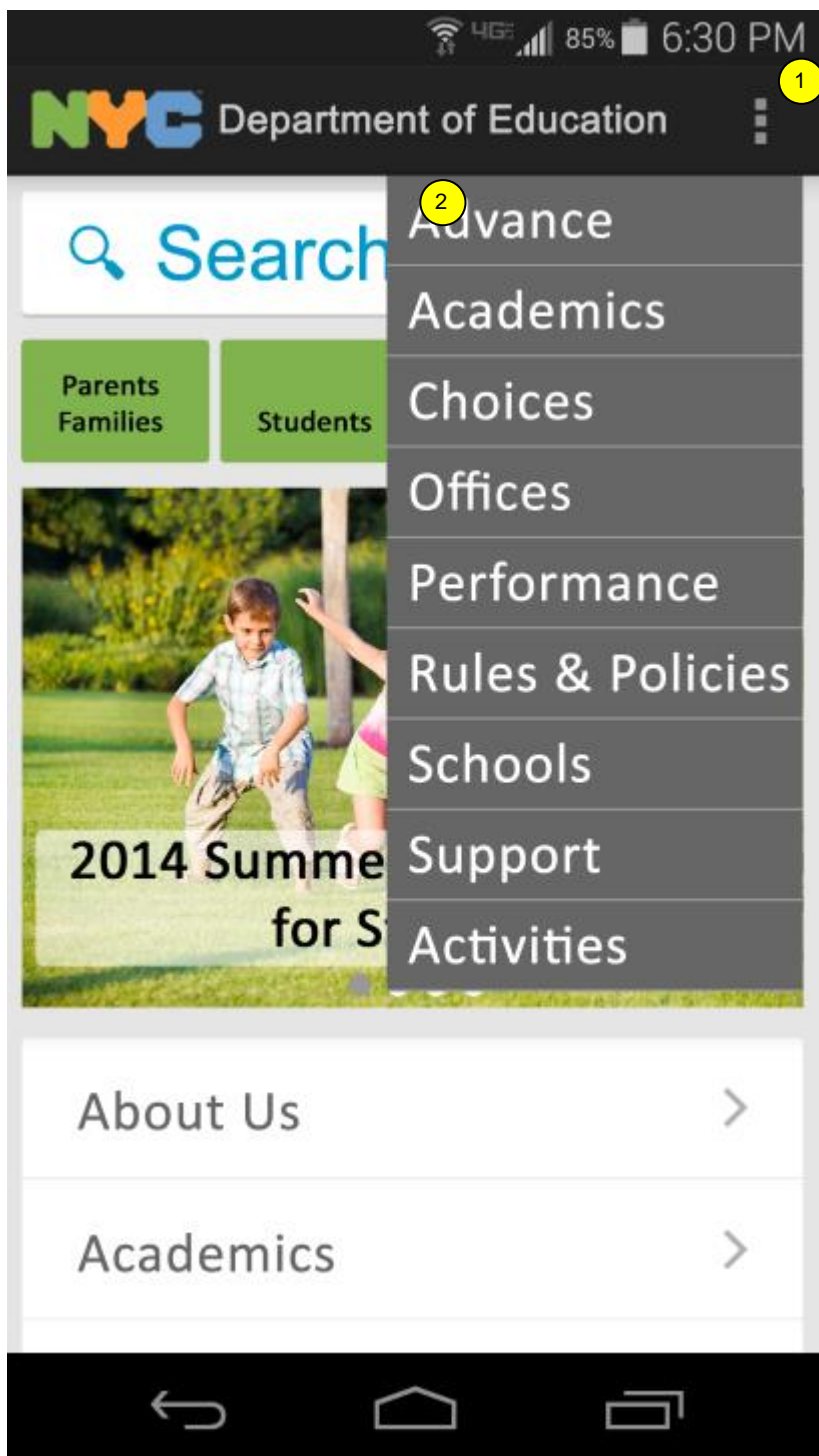 4G 85% 6:30 PM
1
NYC Department of Education
2
Search
Advance
Academics
Choices
Offices
Performance
Rules & Policies
Schools
Support
Activities
Parents
Families
Students
2014 Summe
for S
About Us
Academics